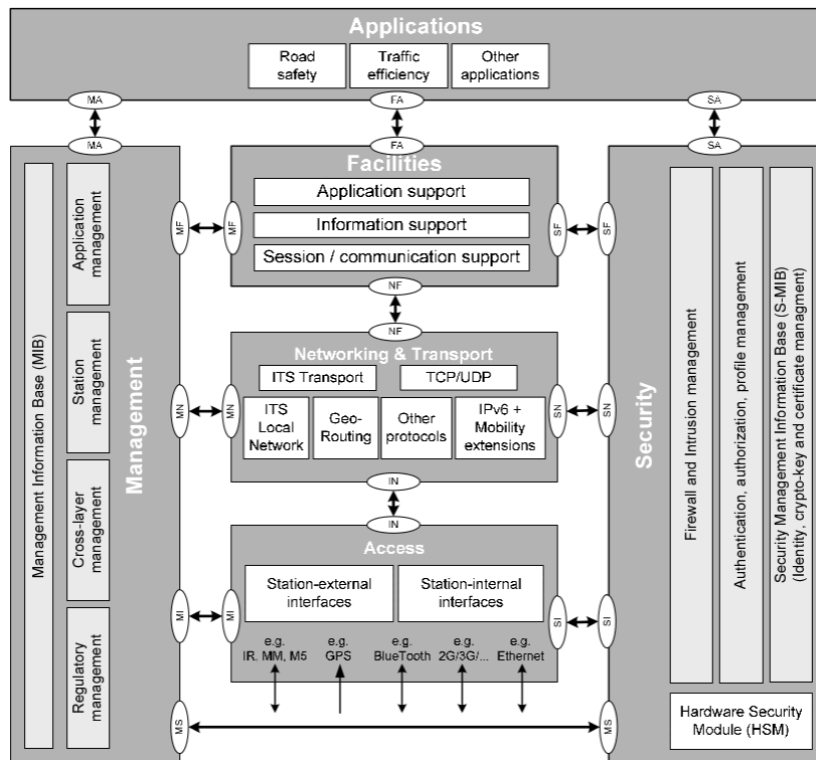 Applications
Road
safety
Traffic
efficiency
Other
applications
MA
FA
SA
MA
FA
SA
Management
Management Information Base (MIB)
Application
management
Station
management
Cross-layer
management
Regulatory
management
MF
MN
MI
MS
Facilities
Application support
Information support
Session / communication support
MF
SF
NF
NF
Networking & Transport
ITS Transport
TCP/UDP
ITS
Local
Network
Geo-
Routing
Other
protocols
IPv6 +
Mobility
extensions
MN
SN
IN
IN
Access
Station-external
interfaces
Station-internal
interfaces
MI
SI
e.g.
IR. MM, M5
e.g.
GPS
e.g.
BlueTooth
e.g.
2G/3G/...
e.g.
Ethernet
SF
SN
SI
MS
Security
Firewall and Intrusion management
Authentication, authorization, profile management
Security Management Information Base (S-MIB)
(Identity, crypto-key and certificate managment)
Hardware Security
Module (HSM)